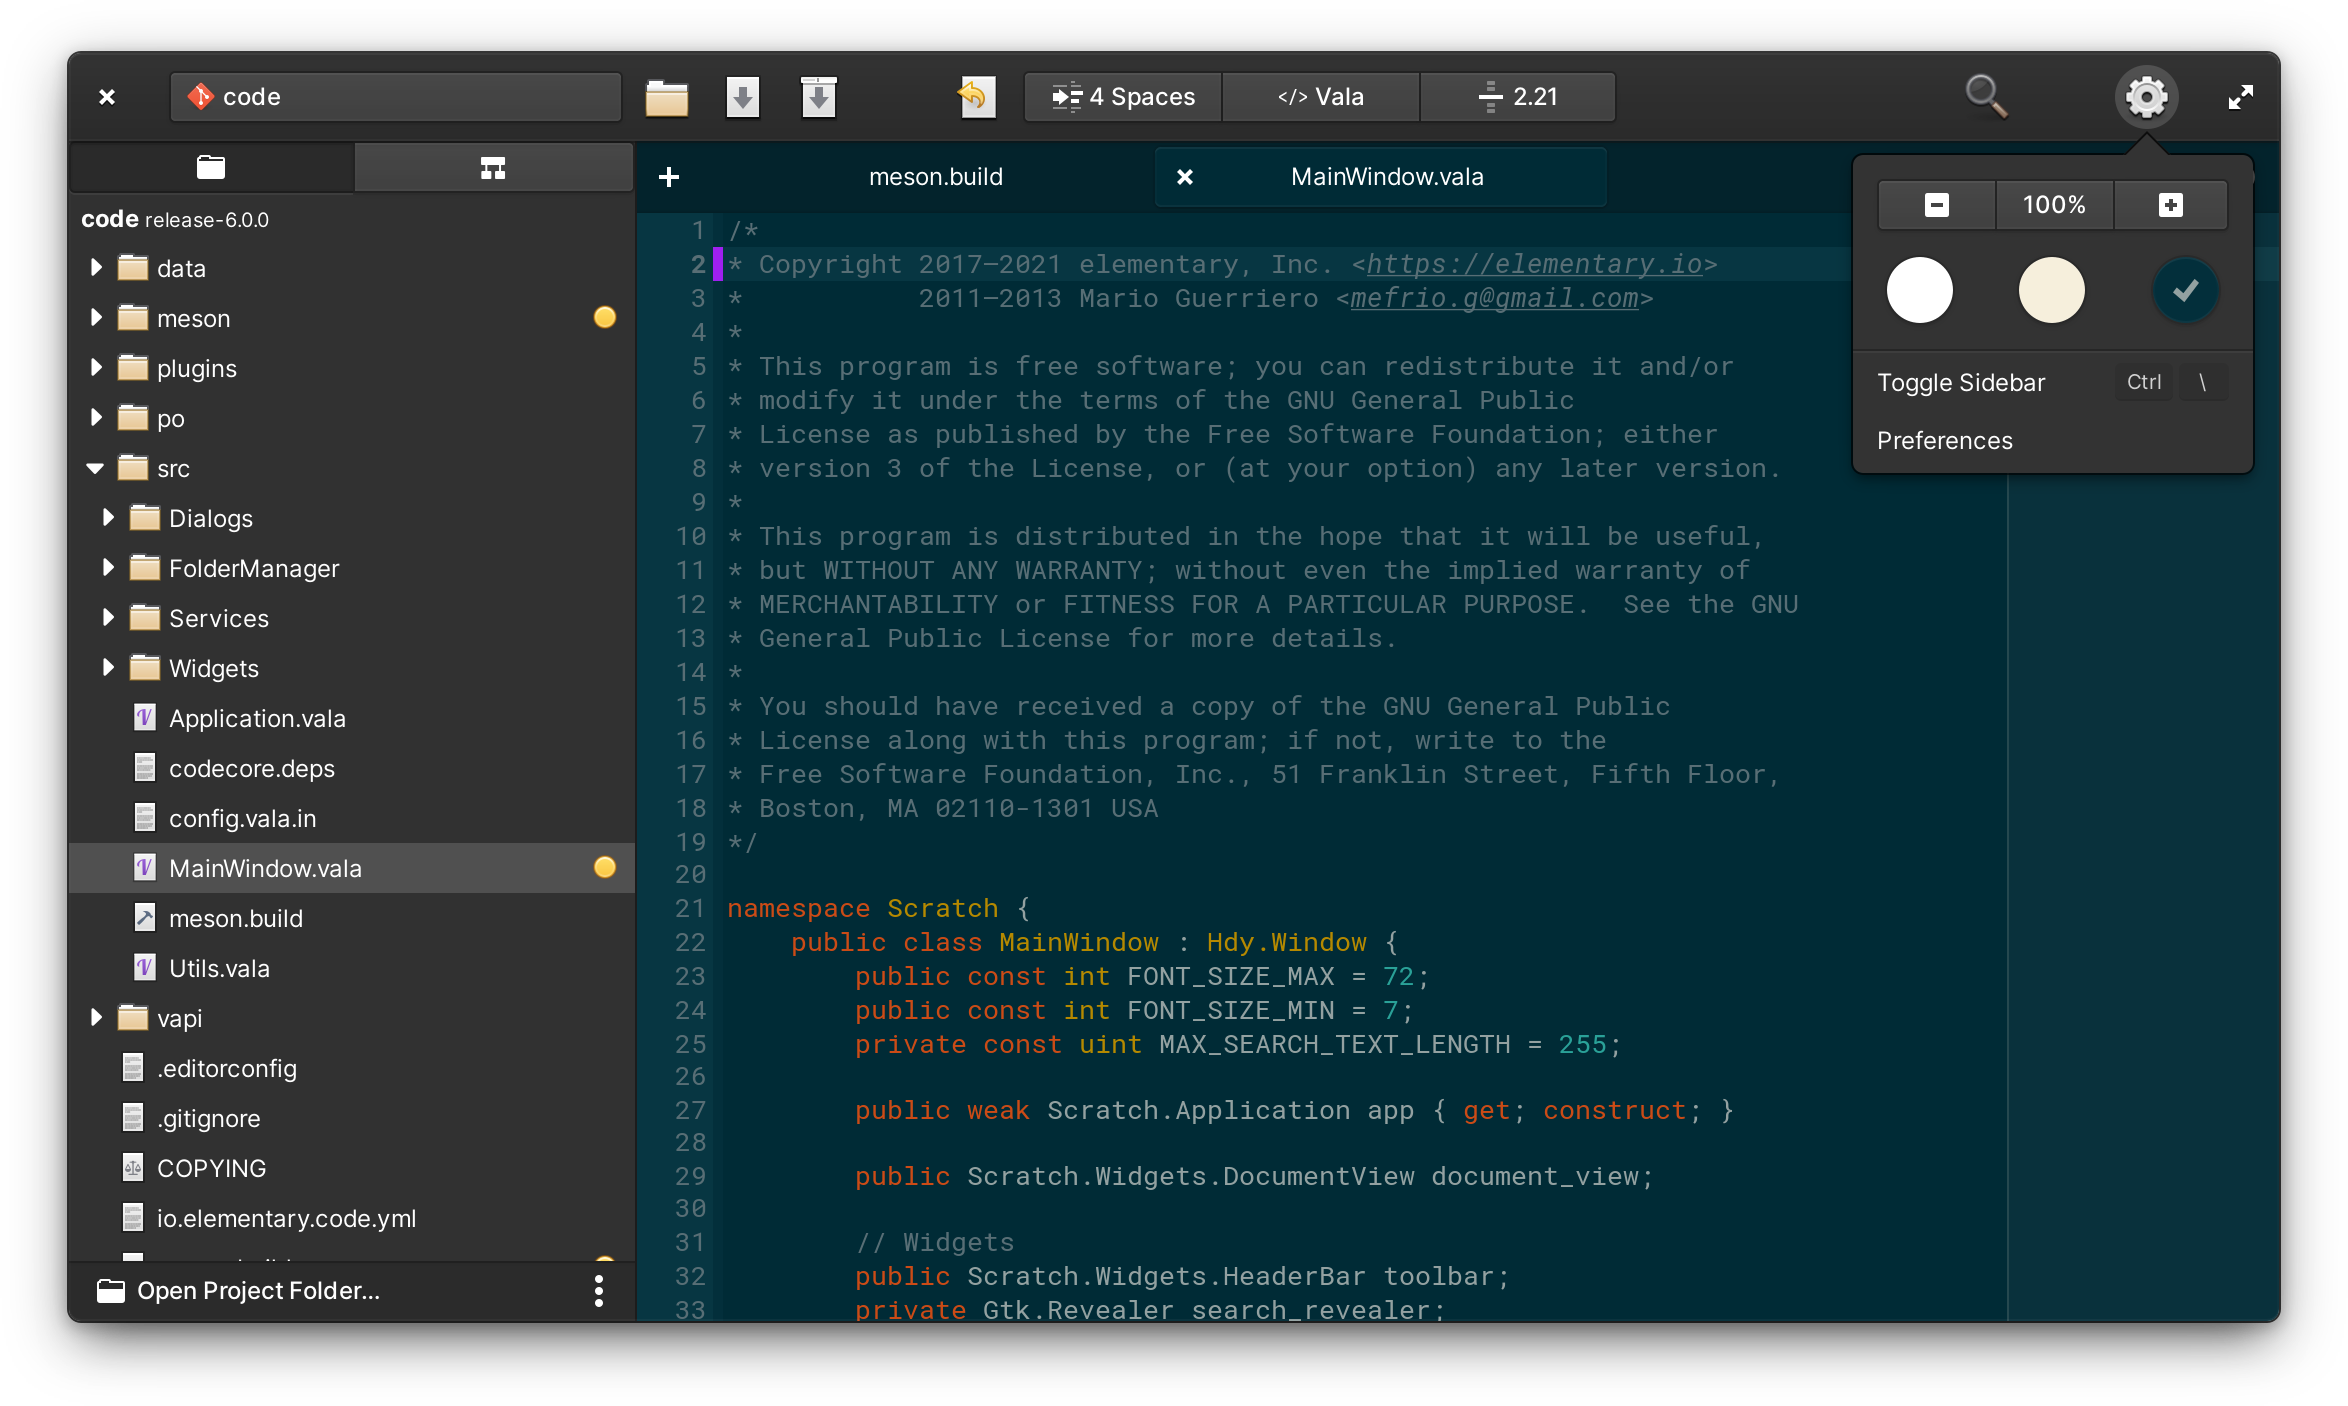 code
4 Spaces
</> Vala
2.21
code release-6.0.0
data
meson
plugins
po
src
Dialogs
FolderManager
Services
Widgets
Application.vala
codecore.deps
config.vala.in
MainWindow.vala
meson.build
Utils.vala
vapi
.editorconfig
.gitignore
COPYING
io.elementary.code.yml
Open Project Folder...
meson.build
MainWindow.vala
1 /*
2 * Copyright 2017–2021 elementary, Inc. <https://elementary.io>
3 *           2011–2013 Mario Guerriero <mefrio.g@gmail.com>
4 *
5 * This program is free software; you can redistribute it and/or
6 * modify it under the terms of the GNU General Public
7 * License as published by the Free Software Foundation; either
8 * version 3 of the License, or (at your option) any later version.
9 *
10 * This program is distributed in the hope that it will be useful,
11 * but WITHOUT ANY WARRANTY; without even the implied warranty of
12 * MERCHANTABILITY or FITNESS FOR A PARTICULAR PURPOSE.  See the GNU
13 * General Public License for more details.
14 *
15 * You should have received a copy of the GNU General Public
16 * License along with this program; if not, write to the
17 * Free Software Foundation, Inc., 51 Franklin Street, Fifth Floor,
18 * Boston, MA 02110-1301 USA
19 */
20
21 namespace Scratch {
22     public class MainWindow : Hdy.Window {
23         public const int FONT_SIZE_MAX = 72;
24         public const int FONT_SIZE_MIN = 7;
25         private const uint MAX_SEARCH_TEXT_LENGTH = 255;
26
27         public weak Scratch.Application app { get; construct; }
28
29         public Scratch.Widgets.DocumentView document_view;
30
31         // Widgets
32         public Scratch.Widgets.HeaderBar toolbar;
33         private Gtk.Revealer search_revealer;
100%
Toggle Sidebar Ctrl \
Preferences